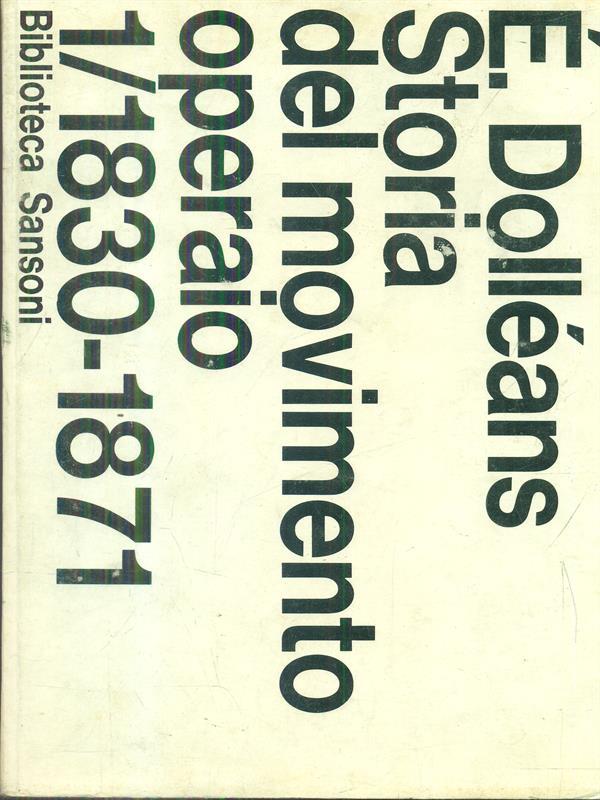 É. Dolléans
Storia
del movimento
operaio
1/1830-1871
Biblioteca Sansoni